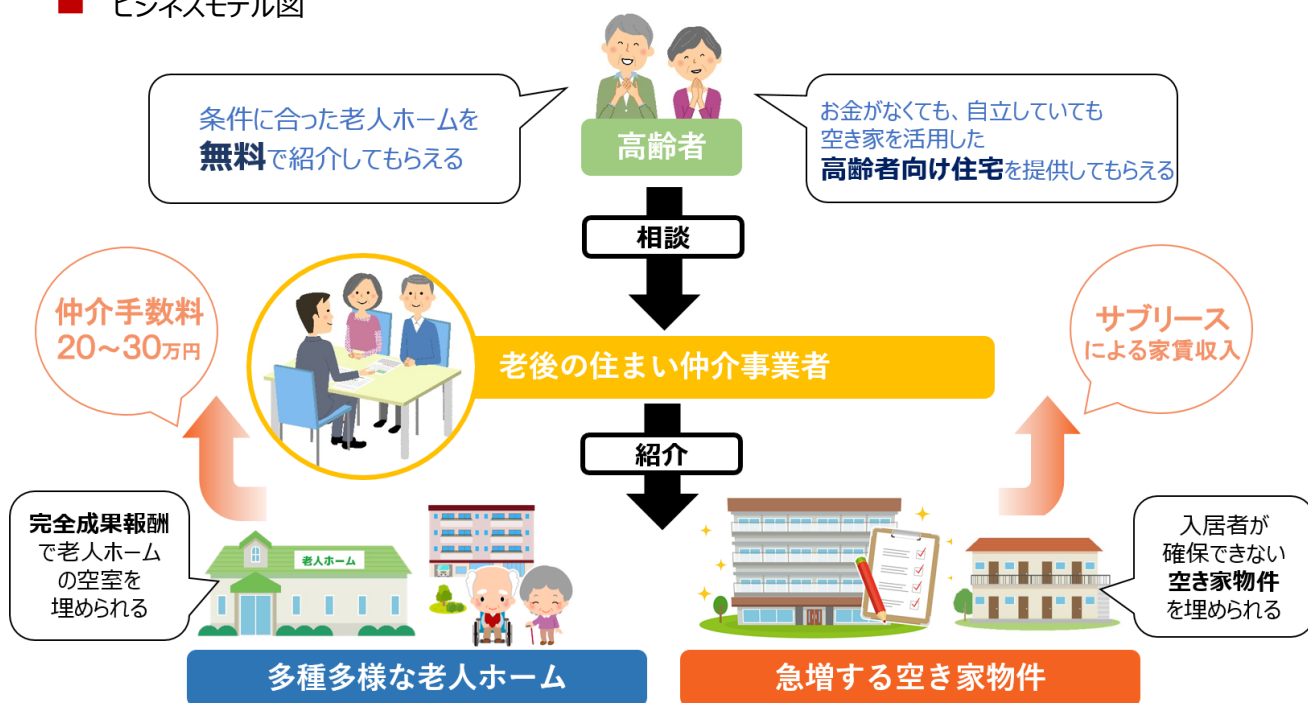 ■ ビジネスモデル図
条件に合った老人ホームを
無料で紹介してもらえる
お金がなくても、自立していても
空き家を活用した
高齢者向け住宅を提供してもらえる
高齢者
相談
仲介手数料
20～30万円
サブリース
による家賃収入
老後の住まい仲介事業者
紹介
完全成果報酬
で老人ホーム
の空室を
埋められる
老人ホーム
入居者が
確保できない
空き家物件
を埋められる
多種多様な老人ホーム
急増する空き家物件